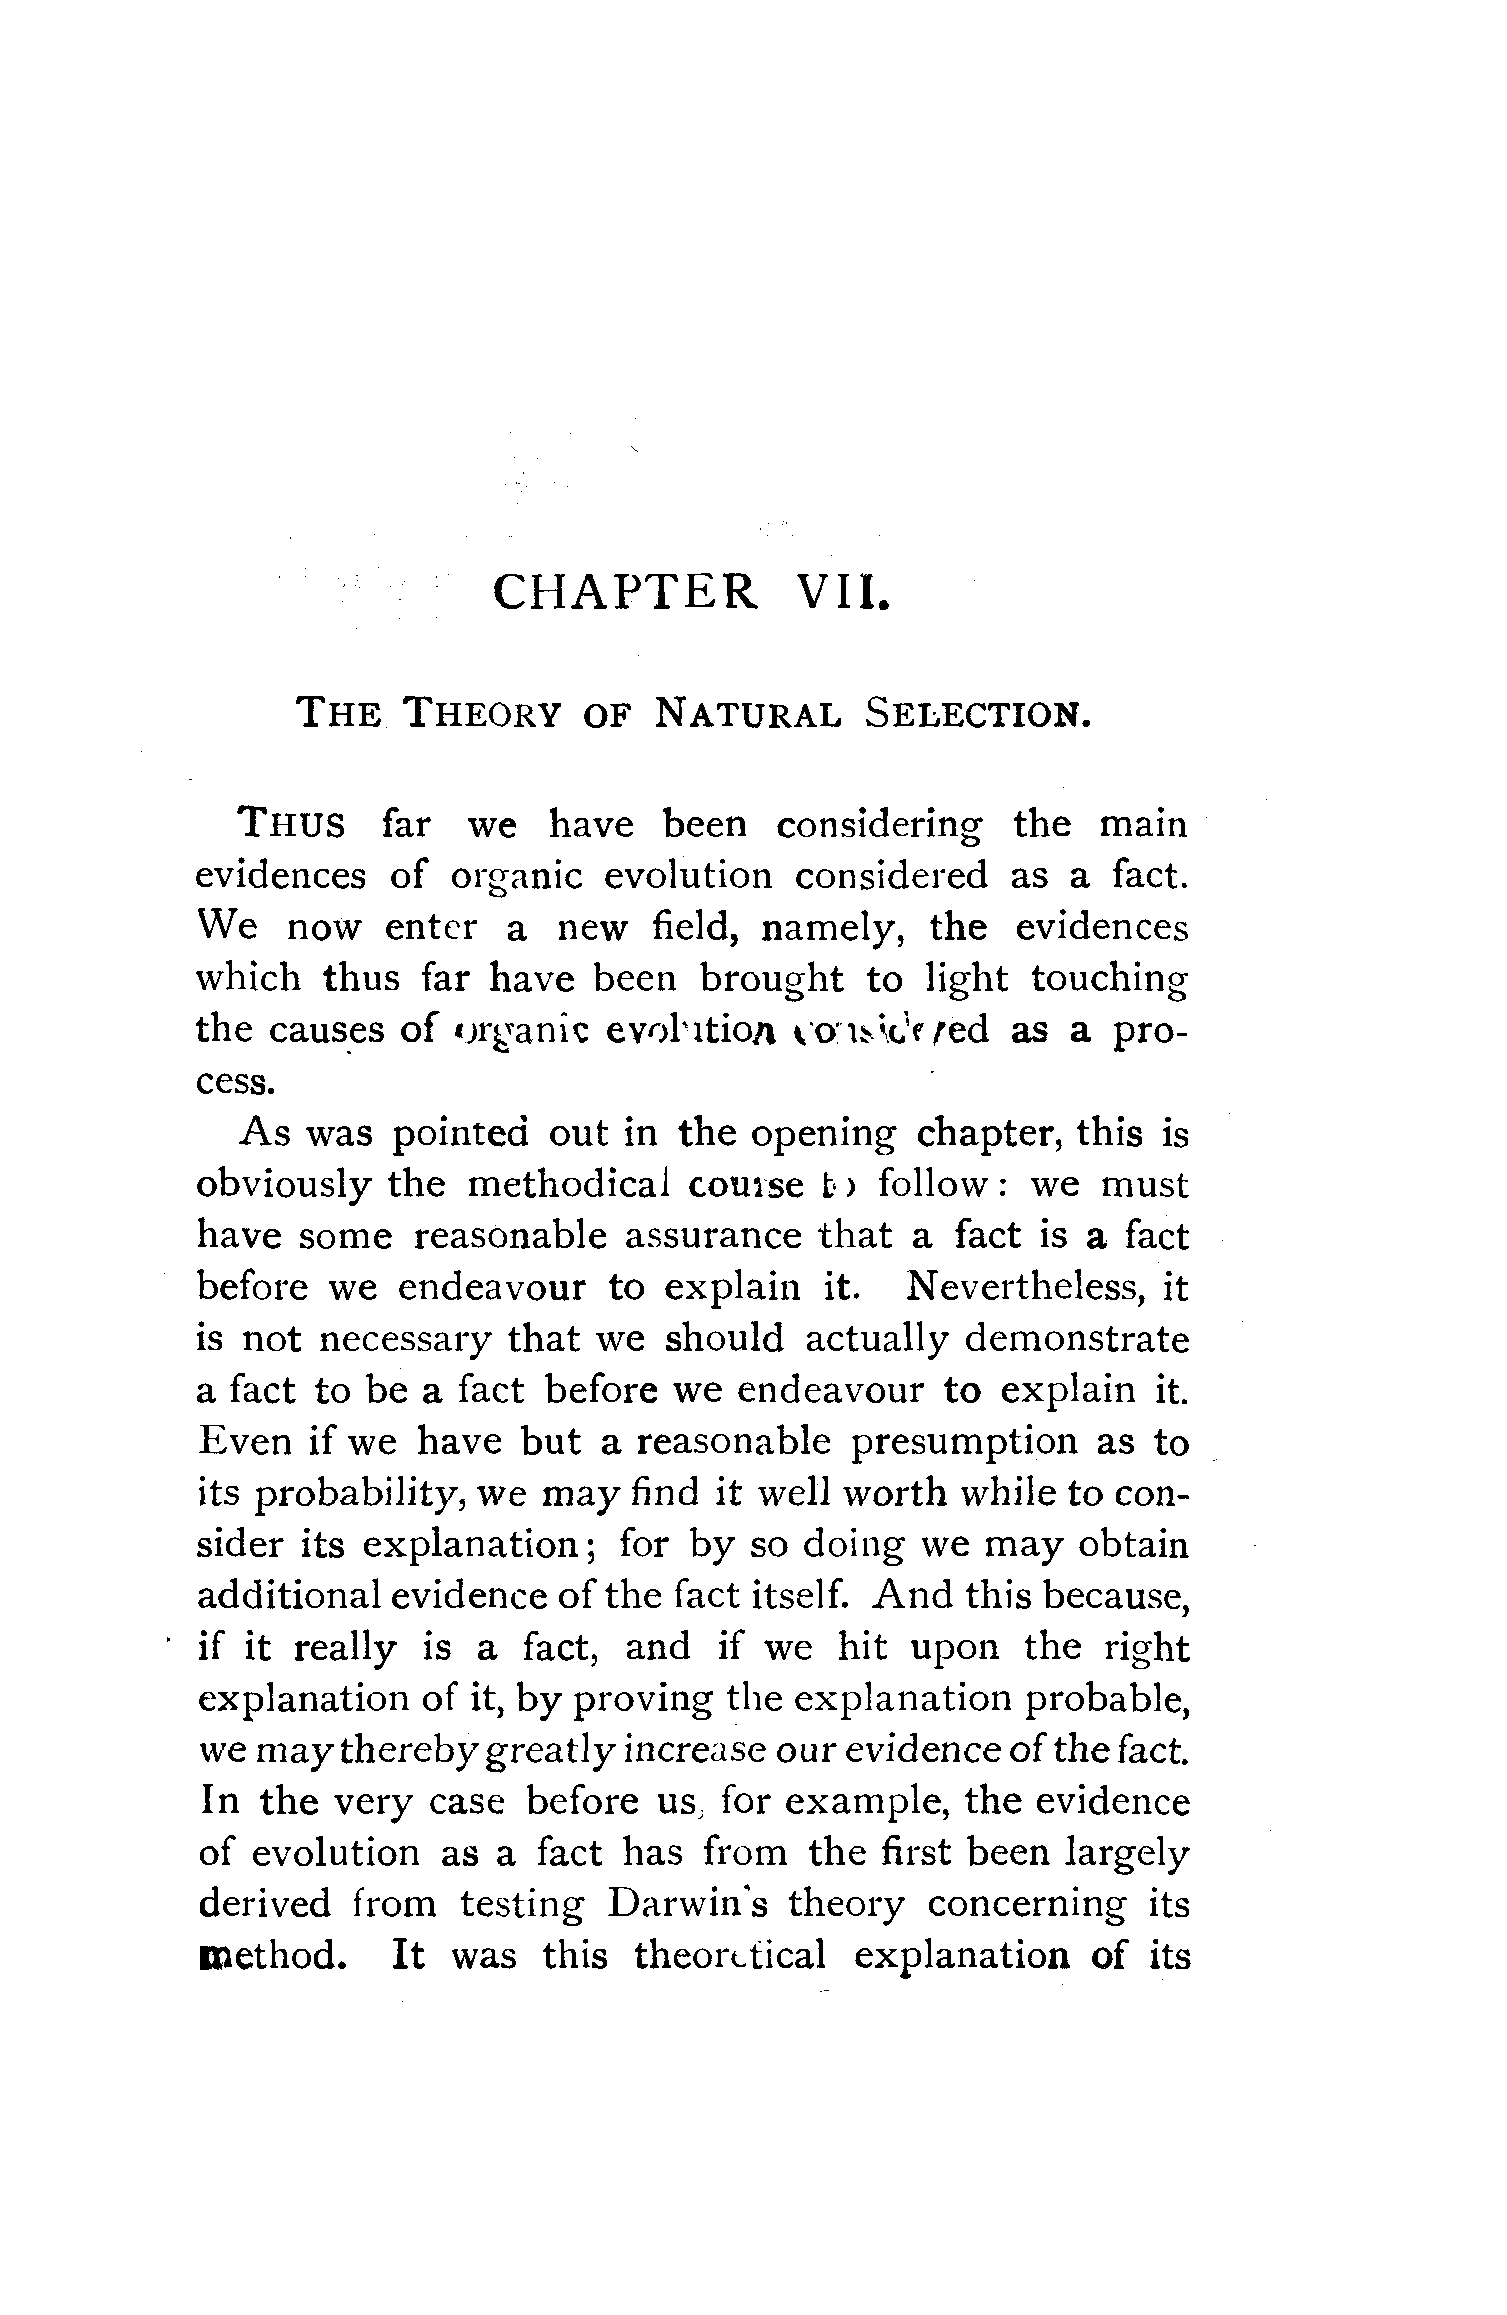 CHAPTER VII.
THE THEORY OF NATURAL SELECTION.
THUS far we have been considering the main
evidences of organic evolution considered as a fact.
We now enter a new field, namely, the evidences
which thus far have been brought to light touching
the causes of organic evolution considered as a pro-
cess.
As was pointed out in the opening chapter, this is
obviously the methodical course to follow: we must
have some reasonable assurance that a fact is a fact
before we endeavour to explain it. Nevertheless, it
is not necessary that we should actually demonstrate
a fact to be a fact before we endeavour to explain it.
Even if we have but a reasonable presumption as to
its probability, we may find it well worth while to con-
sider its explanation; for by so doing we may obtain
additional evidence of the fact itself. And this because,
if it really is a fact, and if we hit upon the right
explanation of it, by proving the explanation probable,
we may thereby greatly increase our evidence of the fact.
In the very case before us, for example, the evidence
of evolution as a fact has from the first been largely
derived from testing Darwin's theory concerning its
method. It was this theoretical explanation of its